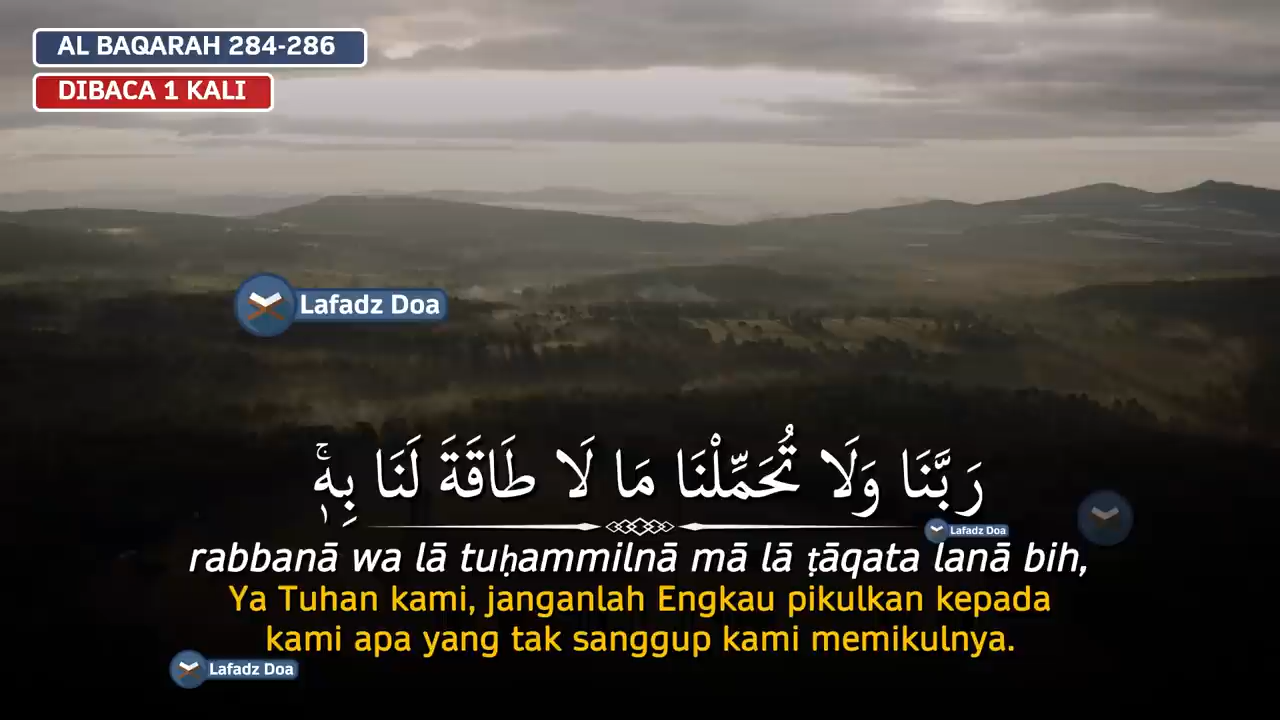 AL BAQARAH 284-286
DIBACA 1 KALI
Lafadz Doa
رَبَّنَا وَلَا تُحَمِّلْنَا مَا لَا طَاقَةَ لَنَا بِهٖۚ
Lafadz Doa
rabbanā wa lā tuḥammilnā mā lā ṭāqata lanā bih,
Ya Tuhan kami, janganlah Engkau pikulkan kepada
kami apa yang tak sanggup kami memikulnya.
Lafadz Doa